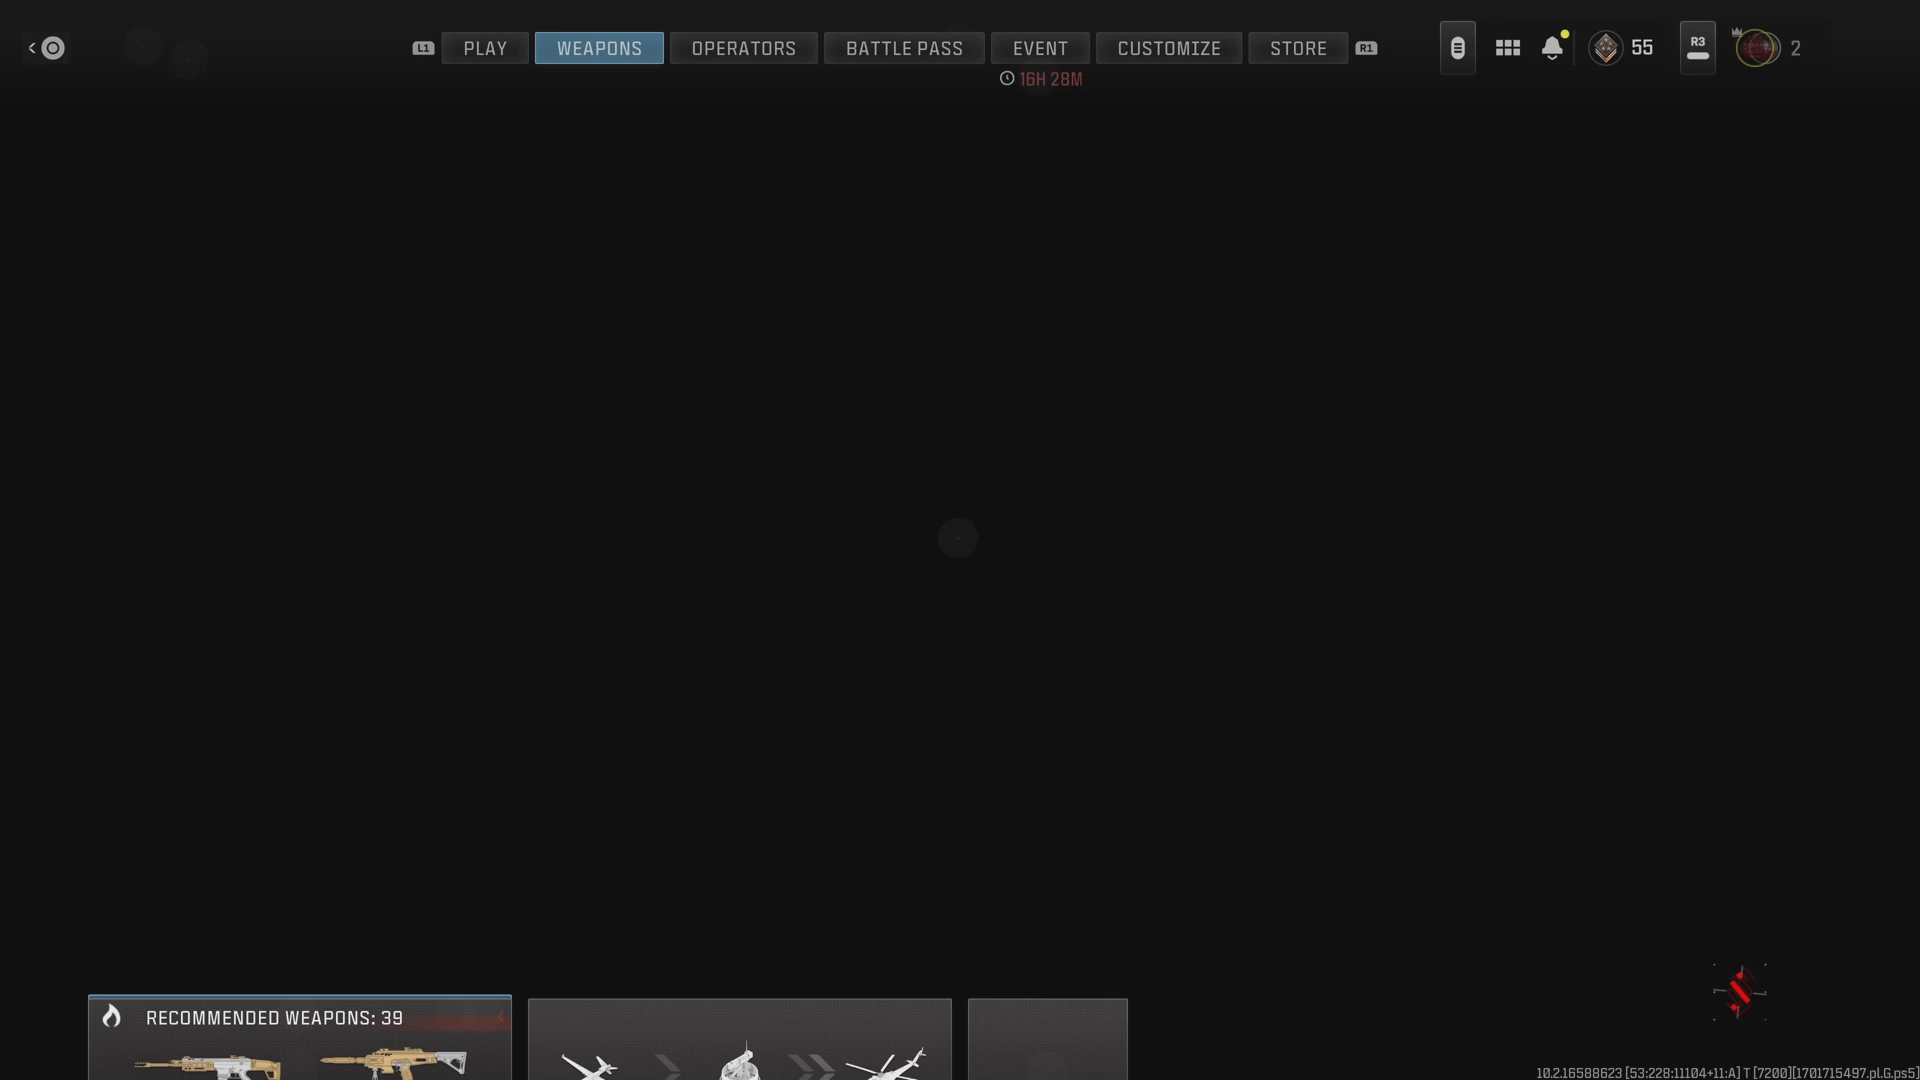 L1 PLAY WEAPONS OPERATORS BATTLE PASS EVENT CUSTOMIZE STORE R1 55 R3 2
16H 28M
RECOMMENDED WEAPONS: 39
10.2.16588623 [53:228:11104+11:A] T [7200][1701715497.pl.G.ps5]